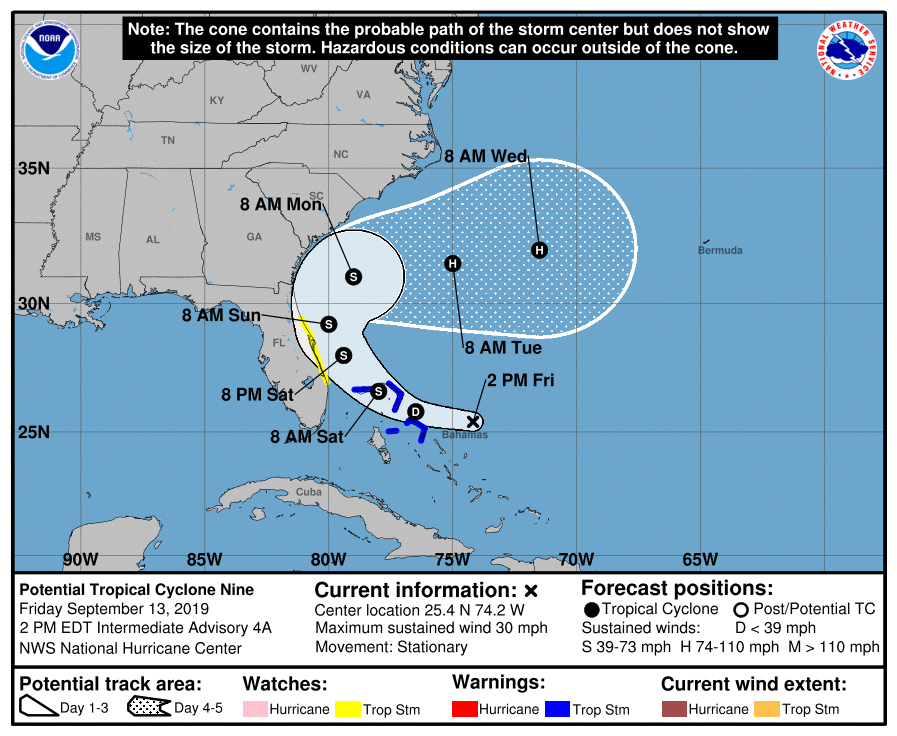 Note: The cone contains the probable path of the storm center but does not show
the size of the storm. Hazardous conditions can occur outside of the cone.
NOAA
NATIONAL WEATHER SERVICE
WV
KY
VA
TN
NC
8 AM Wed
35N
SC
8 AM Mon
MS
AL
GA
H
Bermuda
H
S
30N
8 AM Sun
S
FL
S
8 AM Tue
8 PM Sat
2 PM Fri
S
D
8 AM Sat
25N
Bahamas
Cuba
90W
85W
80W
75W
70W
65W
Potential Tropical Cyclone Nine
Friday September 13, 2019
2 PM EDT Intermediate Advisory 4A
NWS National Hurricane Center
Current information:
Center location 25.4 N 74.2 W
Maximum sustained wind 30 mph
Movement: Stationary
Forecast positions:
Tropical Cyclone Post/Potential TC
Sustained winds: D < 39 mph
S 39-73 mph H 74-110 mph M > 110 mph
Potential track area:
Day 1-3 Day 4-5
Watches:
Hurricane Trop Stm
Warnings:
Hurricane Trop Stm
Current wind extent:
Hurricane Trop Stm